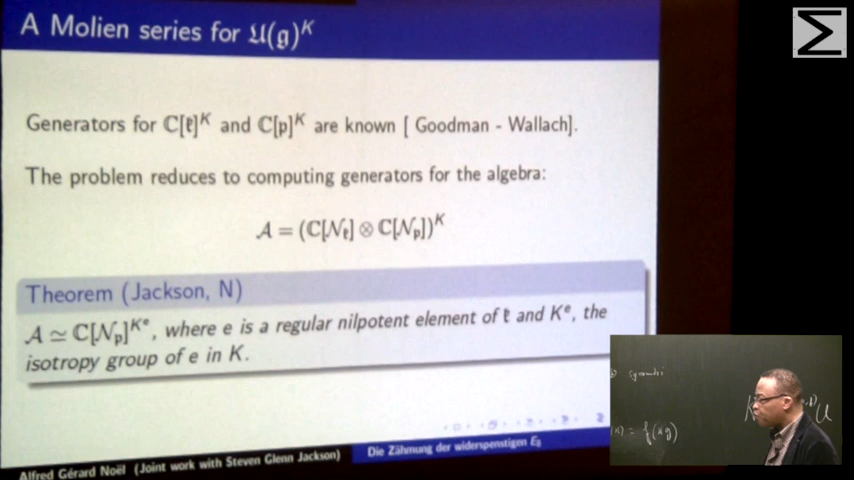 A Molien series for 𝔘(𝔤)^K
Generators for ℂ[𝔨]^K and ℂ[𝔭]^K are known [ Goodman - Wallach].
The problem reduces to computing generators for the algebra:
𝒜 = (ℂ[𝒩_𝔨] ⊗ ℂ[𝒩_𝔭])^K
Theorem (Jackson, N)
𝒜 ≃ ℂ[𝒩_𝔭]^{K^e}, where e is a regular nilpotent element of 𝔨 and K^e, the
isotropy group of e in K.
Alfred Gérard Noël (Joint work with Steven Glenn Jackson)
Die Zähmung der widerspenstigen E_8
Σ